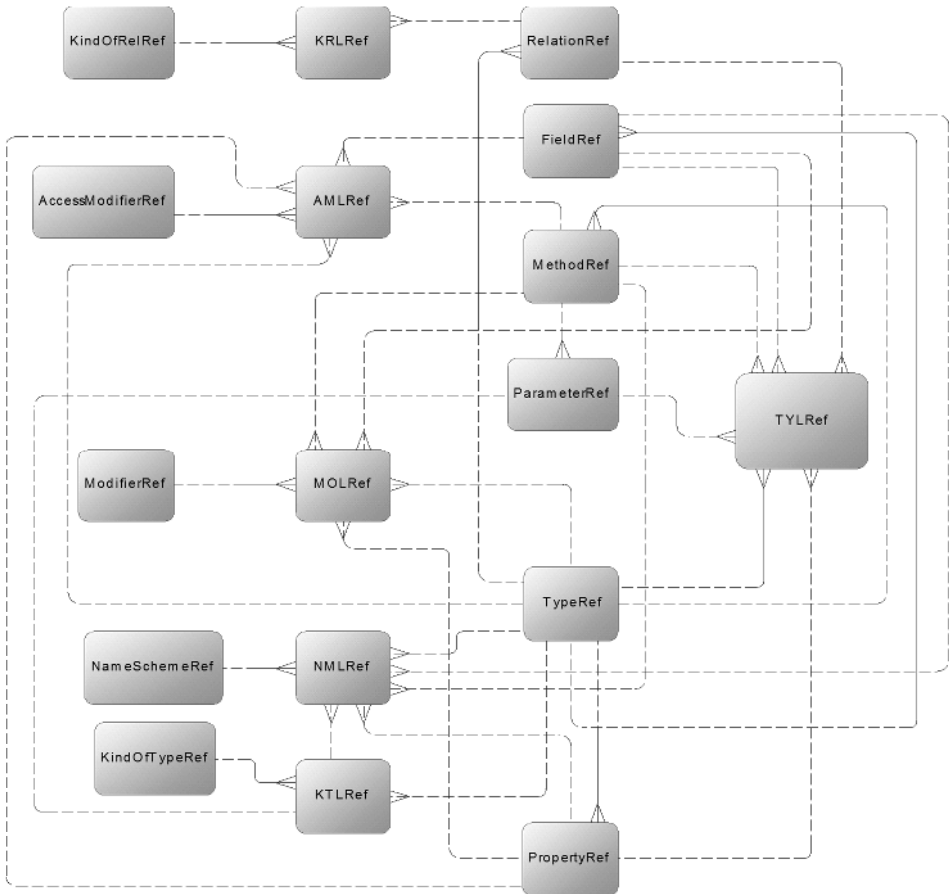 KindOfRelRef
KRLRef
RelationRef
FieldRef
AccessModifierRef
AMLRef
MethodRef
ParameterRef
TYLRef
ModifierRef
MOLRef
TypeRef
NameSchemeRef
NMLRef
KindOfTypeRef
KTLRef
PropertyRef